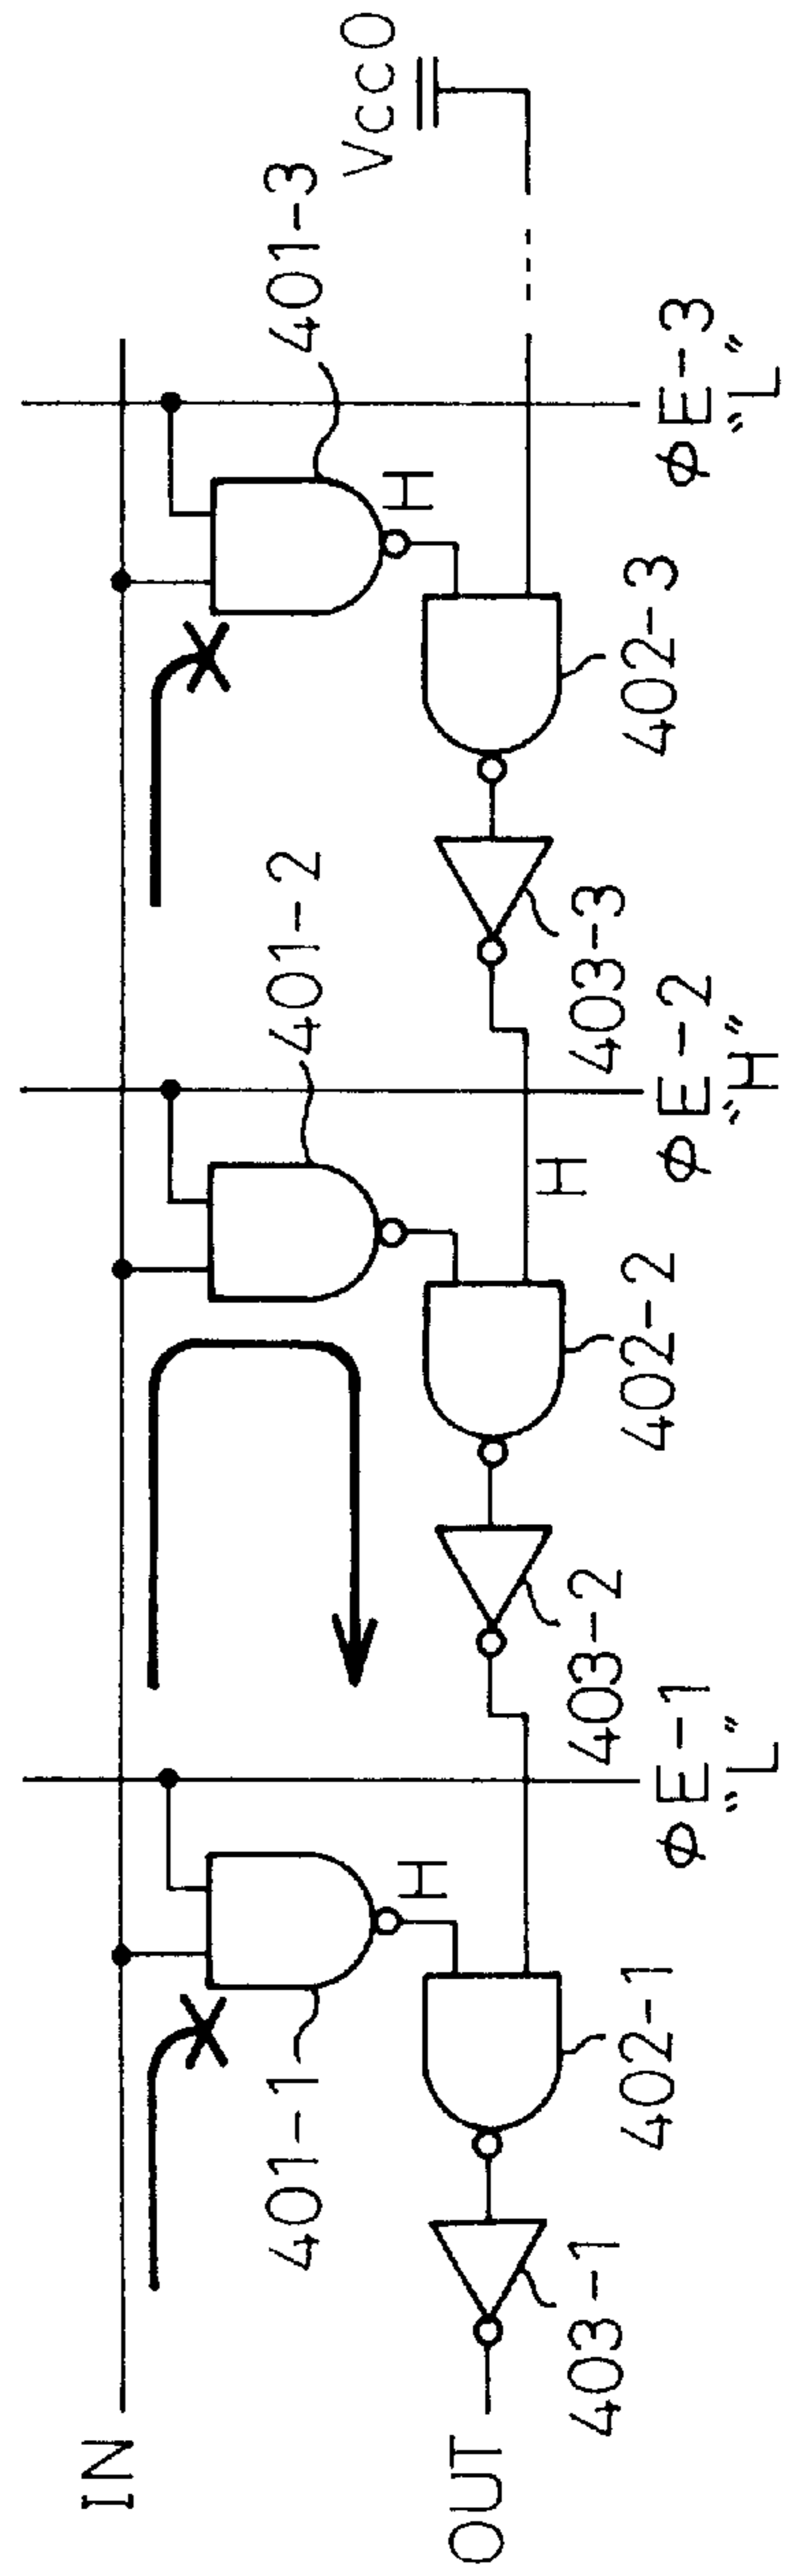 IN
401-1
H
401-2
401-3
H
VccO
OUT
403-1
402-1
403-2
402-2
H
403-3
402-3
φE-1
"L"
φE-2
"H"
φE-3
"L"